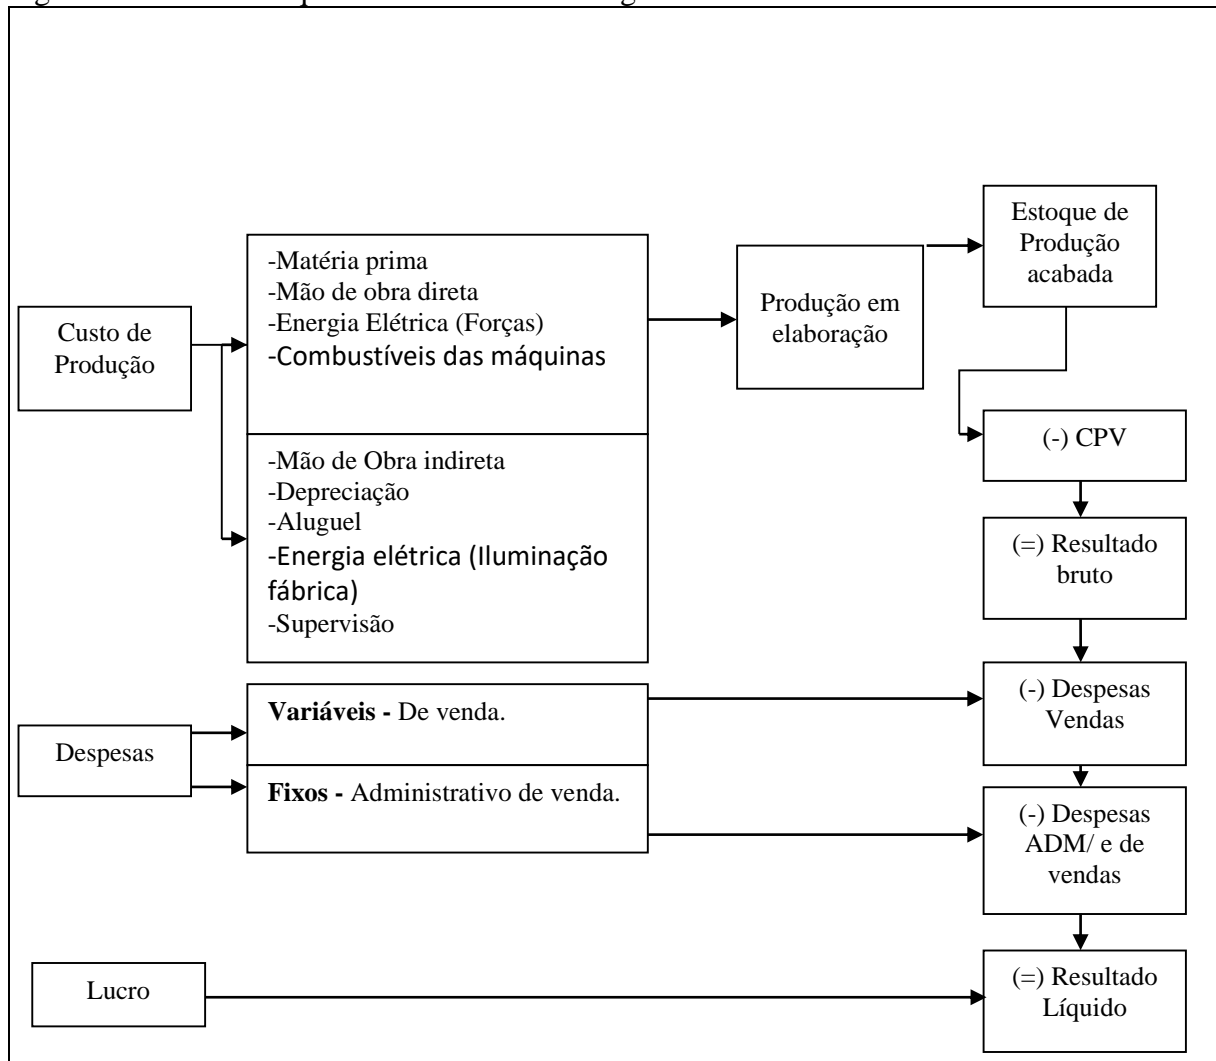 Estoque de
Produção
acabada
-Matéria prima
-Mão de obra direta
-Energia Elétrica (Forças)
-Combustíveis das máquinas
Produção em
elaboração
Custo de
Produção
(-) CPV
-Mão de Obra indireta
-Depreciação
-Aluguel
-Energia elétrica (Iluminação
fábrica)
-Supervisão
(=) Resultado
bruto
Despesas
Variáveis - De venda.
Fixos - Administrativo de venda.
(-) Despesas
Vendas
(-) Despesas
ADM/ e de
vendas
Lucro
(=) Resultado
Líquido